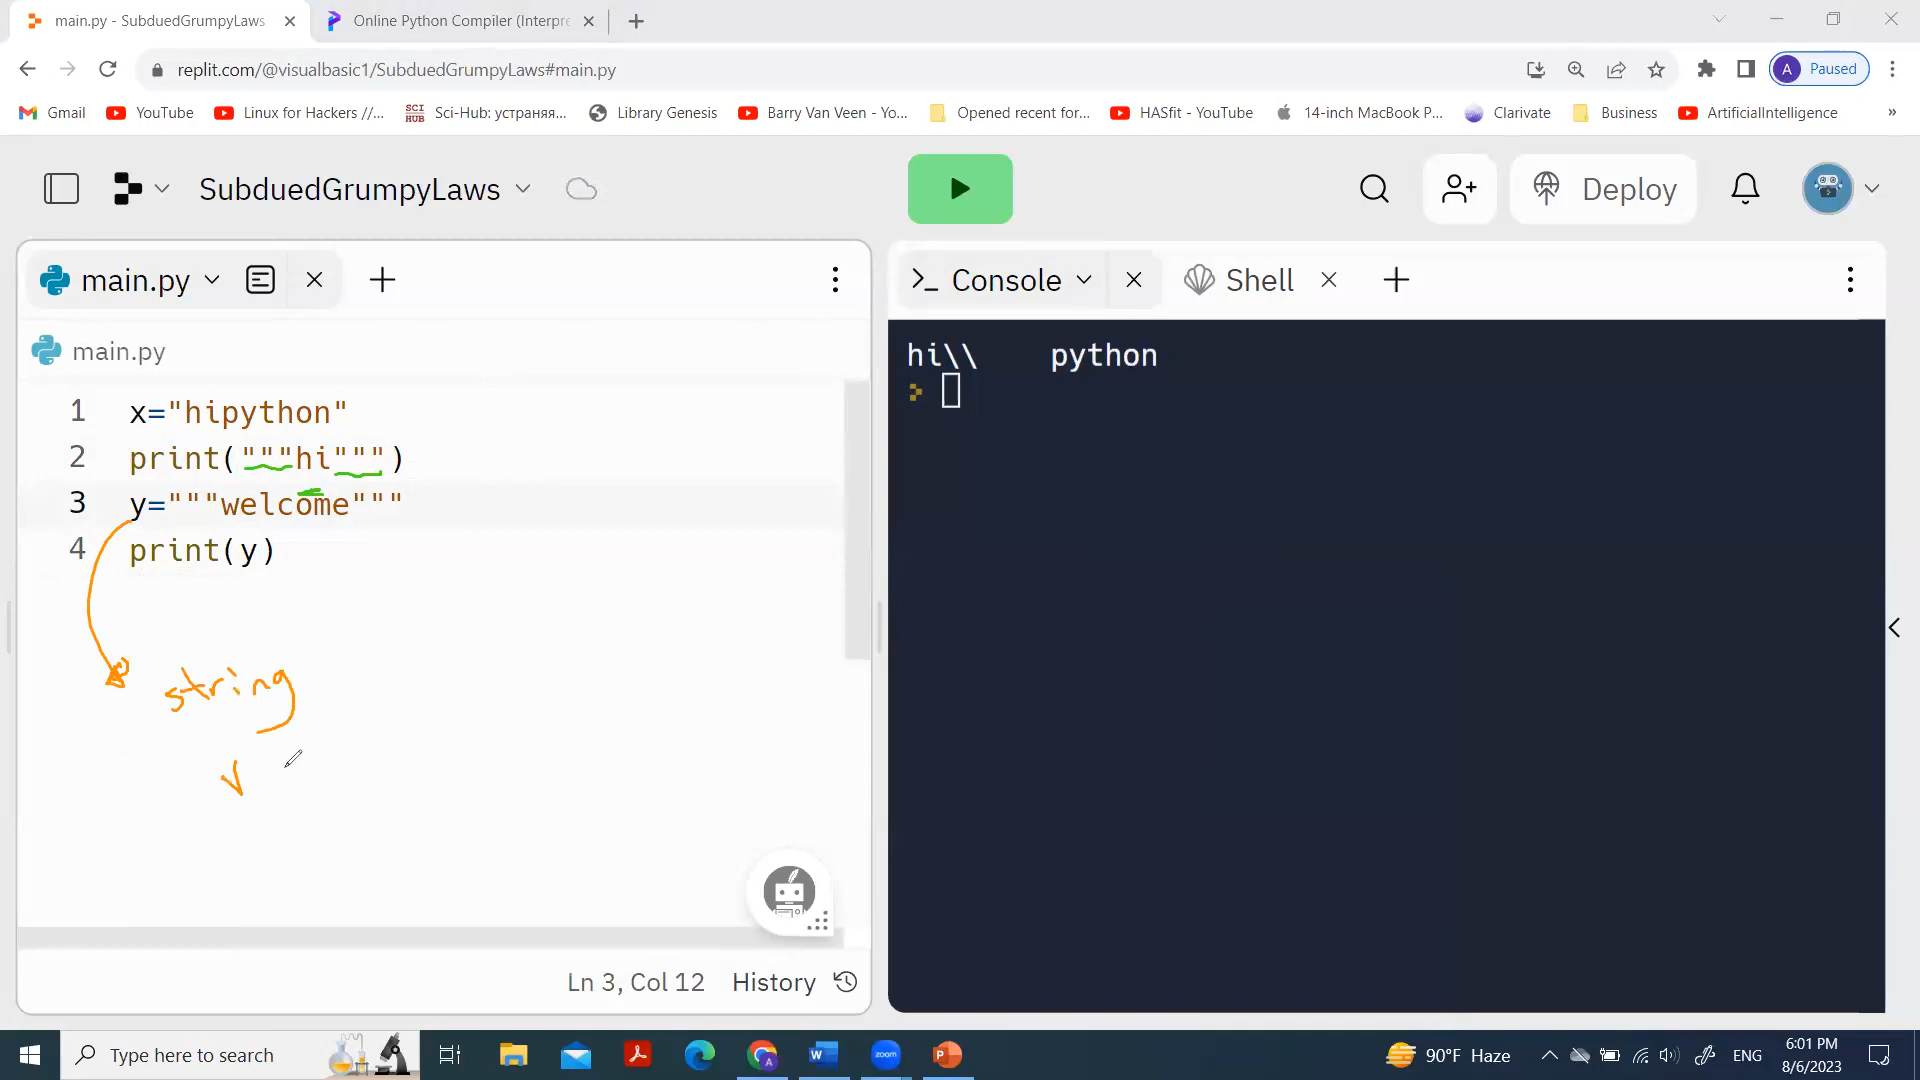 main.py - SubduedGrumpyLaws
Online Python Compiler (Interpre
replit.com/@visualbasic1/SubduedGrumpyLaws#main.py
A Paused
Gmail
YouTube
Linux for Hackers //...
SCI HUB
Sci-Hub: устраняя...
Library Genesis
Barry Van Veen - Yo...
Opened recent for...
HASfit - YouTube
14-inch MacBook P...
Clarivate
Business
ArtificialIntelligence
»
SubduedGrumpyLaws
Deploy
main.py
Console
Shell
main.py
1 x="hipython"
2 print("""hi""")
3 y="""welcome"""
4 print(y)
hi\\    python
string
Ln 3, Col 12
History
Type here to search
zoom
90°F Haze
ENG
6:01 PM
8/6/2023